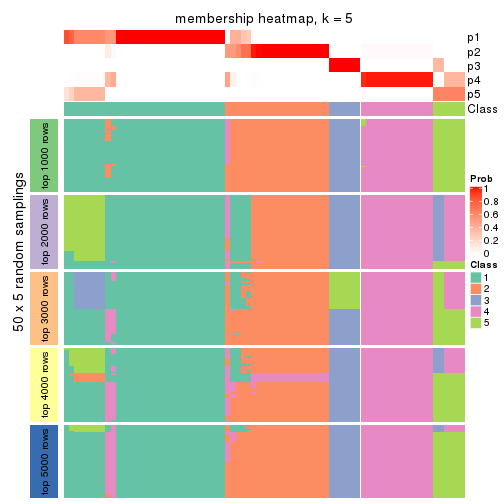 membership heatmap, k = 5
p1
p2
p3
p4
p5
Class
50 x 5 random samplings
top 1000 rows
top 2000 rows
top 3000 rows
top 4000 rows
top 5000 rows
Prob
1
0.8
0.6
0.4
0.2
0
Class
1
2
3
4
5